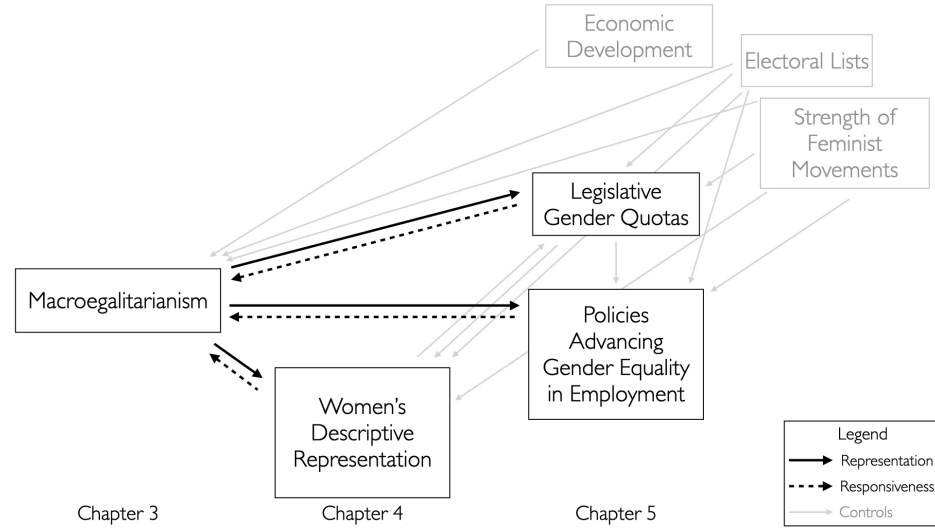 Economic
Development
Electoral Lists
Strength of
Feminist
Movements
Legislative
Gender Quotas
Macroegalitarianism
Policies
Advancing
Gender Equality
in Employment
Women's
Descriptive
Representation
Legend
Representation
Responsiveness
Controls
Chapter 3
Chapter 4
Chapter 5